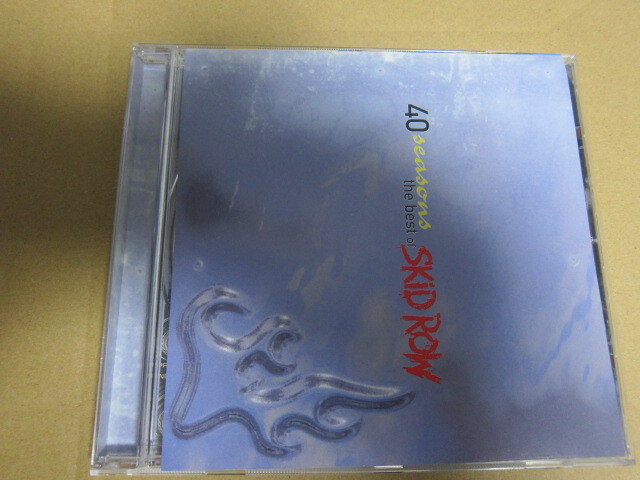 40 seasons
the best of SKID ROW